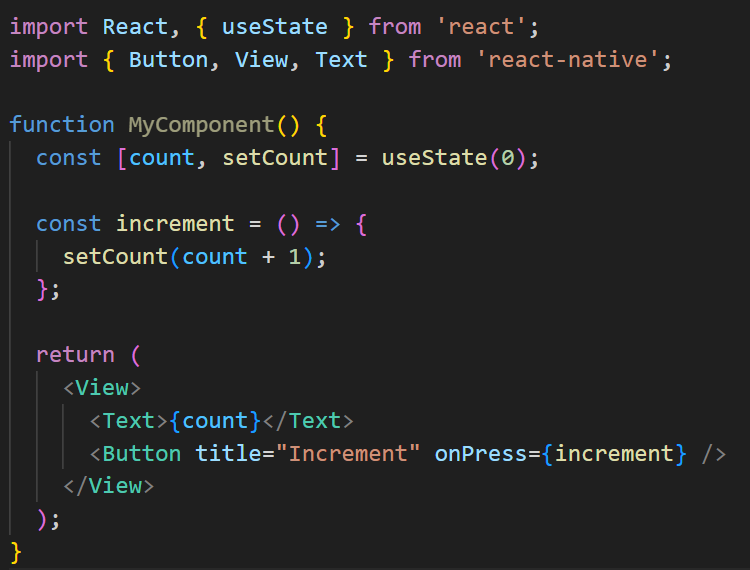 import React, { useState } from 'react';
import { Button, View, Text } from 'react-native';

function MyComponent() {
  const [count, setCount] = useState(0);

  const increment = () => {
    setCount(count + 1);
  };

  return (
    <View>
      <Text>{count}</Text>
      <Button title="Increment" onPress={increment} />
    </View>
  );
}